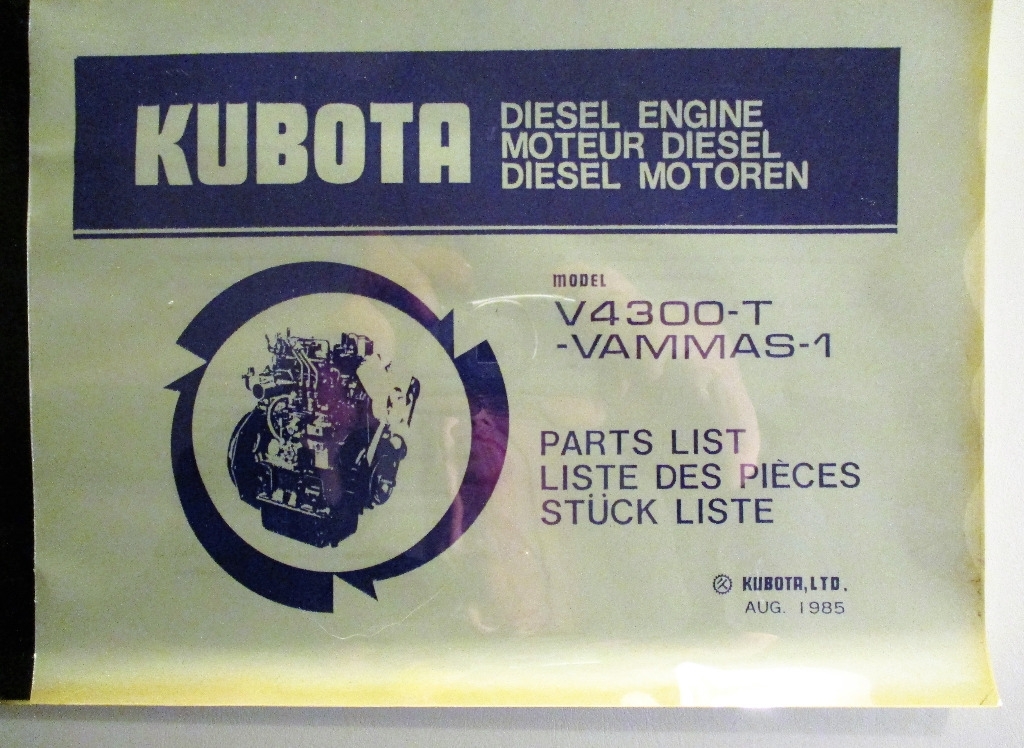 KUBOTA
DIESEL ENGINE
MOTEUR DIESEL
DIESEL MOTOREN
MODEL
V4300-T
-VAMMAS-1
PARTS LIST
LISTE DES PIÈCES
STÜCK LISTE
KUBOTA, LTD.
AUG. 1985